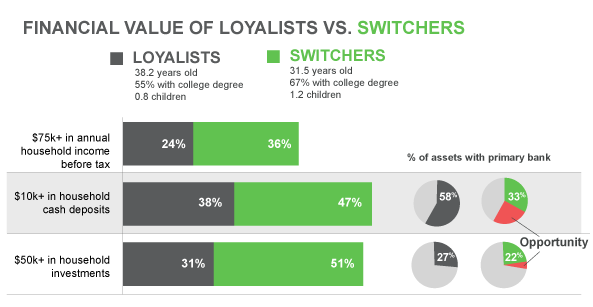 FINANCIAL VALUE OF LOYALISTS VS. SWITCHERS
LOYALISTS
38.2 years old
55% with college degree
0.8 children
SWITCHERS
31.5 years old
67% with college degree
1.2 children
$75k+ in annual
household income
before tax
24%
36%
% of assets with primary bank
$10k+ in household
cash deposits
38%
47%
58%
33%
Opportunity
$50k+ in household
investments
31%
51%
27%
22%